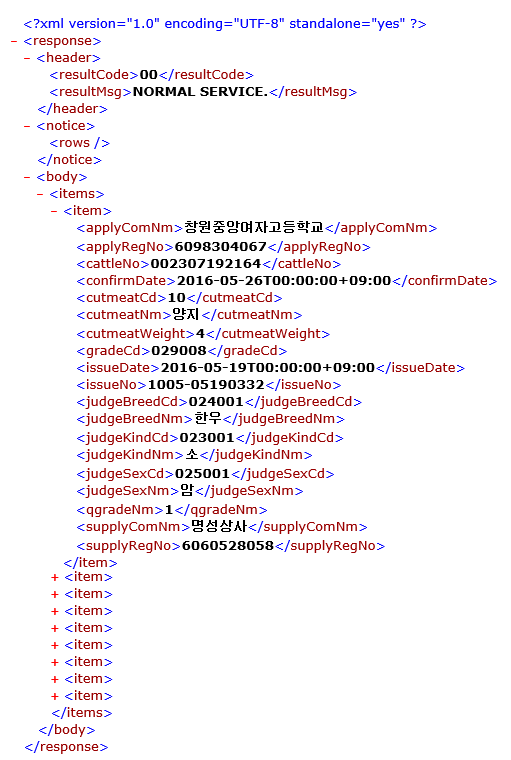 <?xml version="1.0" encoding="UTF-8" standalone="yes" ?>
- <response>
- <header>
<resultCode>00</resultCode>
<resultMsg>NORMAL SERVICE.</resultMsg>
</header>
- <notice>
<rows />
</notice>
- <body>
- <items>
- <item>
<applyComNm>창원중앙여자고등학교</applyComNm>
<applyRegNo>6098304067</applyRegNo>
<cattleNo>002307192164</cattleNo>
<confirmDate>2016-05-26T00:00:00+09:00</confirmDate>
<cutmeatCd>10</cutmeatCd>
<cutmeatNm>양지</cutmeatNm>
<cutmeatWeight>4</cutmeatWeight>
<gradeCd>029008</gradeCd>
<issueDate>2016-05-19T00:00:00+09:00</issueDate>
<issueNo>1005-05190332</issueNo>
<judgeBreedCd>024001</judgeBreedCd>
<judgeBreedNm>한우</judgeBreedNm>
<judgeKindCd>023001</judgeKindCd>
<judgeKindNm>소</judgeKindNm>
<judgeSexCd>025001</judgeSexCd>
<judgeSexNm>암</judgeSexNm>
<qgradeNm>1</qgradeNm>
<supplyComNm>명성상사</supplyComNm>
<supplyRegNo>6060528058</supplyRegNo>
</item>
+ <item>
+ <item>
+ <item>
+ <item>
+ <item>
+ <item>
+ <item>
+ <item>
</items>
</body>
</response>